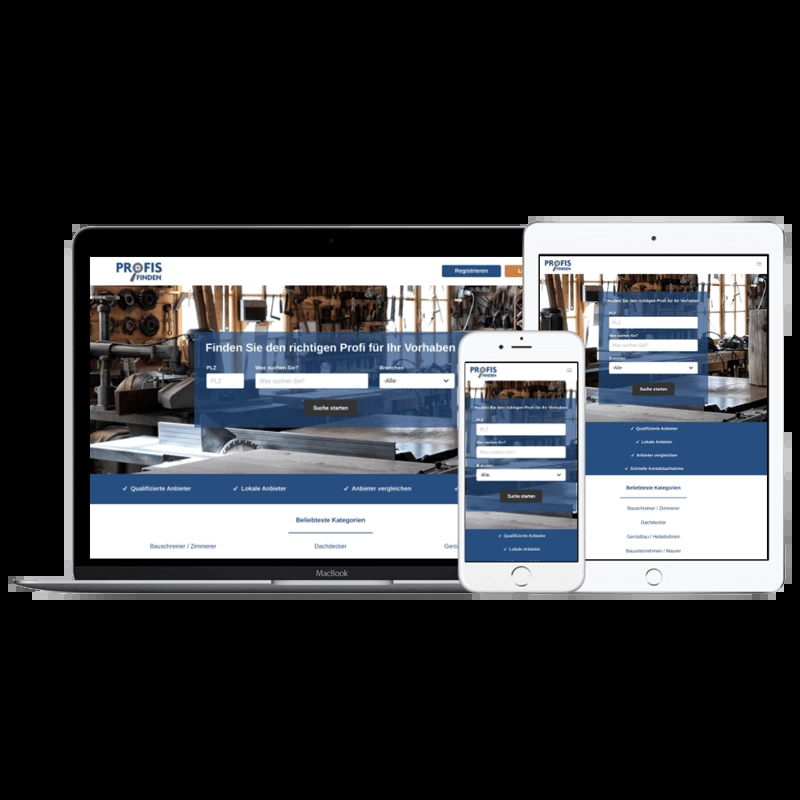 PROFIS
FINDEN
Registrieren
Finden Sie den richtigen Profi für Ihr Vorhaben
PLZ
Was suchen Sie?
Branchen
PLZ
Was suchen Sie?
-Alle-
Suche starten
✓ Qualifizierte Anbieter
✓ Lokale Anbieter
✓ Anbieter vergleichen
✓
Beliebteste Kategorien
Bauschreiner / Zimmerer
Dachdecker
MacBook
PROFIS
FINDEN
Finden Sie den richtigen Profi für Ihr Vorhaben
PLZ
PLZ
Was suchen Sie?
Was suchen Sie?
Branchen
-Alle-
Suche starten
✓ Qualifizierte Anbieter
✓ Lokale Anbieter
PROFIS
FINDEN
Finden Sie den richtigen Profi für Ihr Vorhaben
PLZ
PLZ
Was suchen Sie?
Was suchen Sie?
Branchen
-Alle-
Suche starten
✓ Qualifizierte Anbieter
✓ Lokale Anbieter
✓ Anbieter vergleichen
✓ Schnelle Kontaktaufnahme
Beliebteste Kategorien
Bauschreiner / Zimmerer
Dachdecker
Gerüstbau / Hebebühnen
Bauunternehmen / Maurer